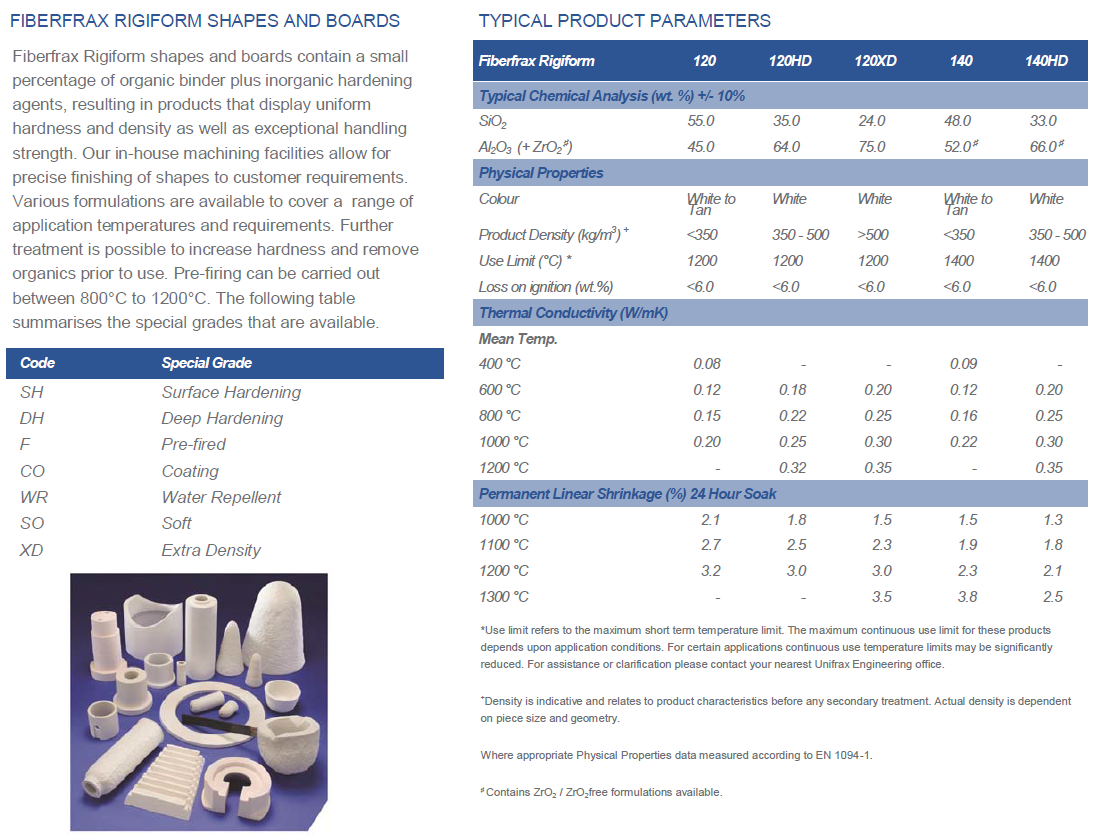 FIBERFRAX RIGIFORM SHAPES AND BOARDS
Fiberfrax Rigiform shapes and boards contain a small
percentage of organic binder plus inorganic hardening
agents, resulting in products that display uniform
hardness and density as well as exceptional handling
strength. Our in-house machining facilities allow for
precise finishing of shapes to customer requirements.
Various formulations are available to cover a range of
application temperatures and requirements. Further
treatment is possible to increase hardness and remove
organics prior to use. Pre-firing can be carried out
between 800°C to 1200°C. The following table
summarises the special grades that are available.
Code Special Grade
SH Surface Hardening
DH Deep Hardening
F Pre-fired
CO Coating
WR Water Repellent
SO Soft
XD Extra Density
TYPICAL PRODUCT PARAMETERS
Fiberfrax Rigiform 120 120HD 120XD 140 140HD
Typical Chemical Analysis (wt. %) +/- 10%
SiO₂ 55.0 35.0 24.0 48.0 33.0
Al₂O₃ (+ ZrO₂♯) 45.0 64.0 75.0 52.0♯ 66.0♯
Physical Properties
Colour White to Tan White White White to Tan White
Product Density (kg/m³) ⁺ <350 350 - 500 >500 <350 350 - 500
Use Limit (°C) * 1200 1200 1200 1400 1400
Loss on ignition (wt.%) <6.0 <6.0 <6.0 <6.0 <6.0
Thermal Conductivity (W/mK)
Mean Temp.
400 °C 0.08 - - 0.09 -
600 °C 0.12 0.18 0.20 0.12 0.20
800 °C 0.15 0.22 0.25 0.16 0.25
1000 °C 0.20 0.25 0.30 0.22 0.30
1200 °C - 0.32 0.35 - 0.35
Permanent Linear Shrinkage (%) 24 Hour Soak
1000 °C 2.1 1.8 1.5 1.5 1.3
1100 °C 2.7 2.5 2.3 1.9 1.8
1200 °C 3.2 3.0 3.0 2.3 2.1
1300 °C - - 3.5 3.8 2.5
*Use limit refers to the maximum short term temperature limit. The maximum continuous use limit for these products
depends upon application conditions. For certain applications continuous use temperature limits may be significantly
reduced. For assistance or clarification please contact your nearest Unifrax Engineering office.
⁺Density is indicative and relates to product characteristics before any secondary treatment. Actual density is dependent
on piece size and geometry.
Where appropriate Physical Properties data measured according to EN 1094-1.
♯ Contains ZrO₂ / ZrO₂free formulations available.